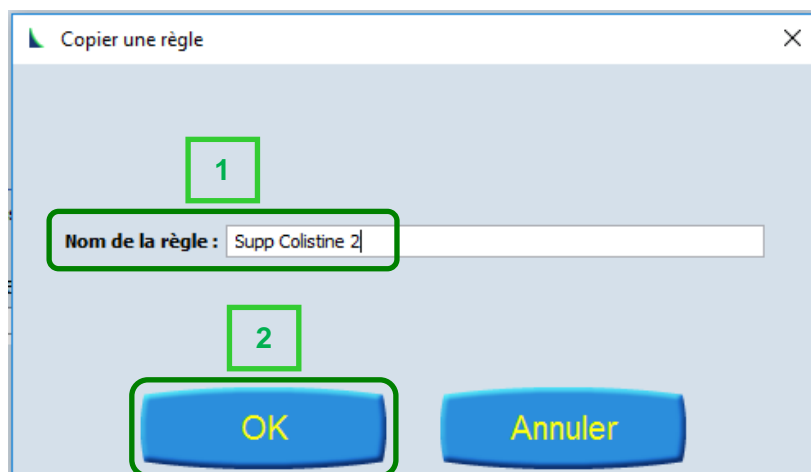 Copier une règle
1
Nom de la règle : Supp Colistine 2
2
OK Annuler